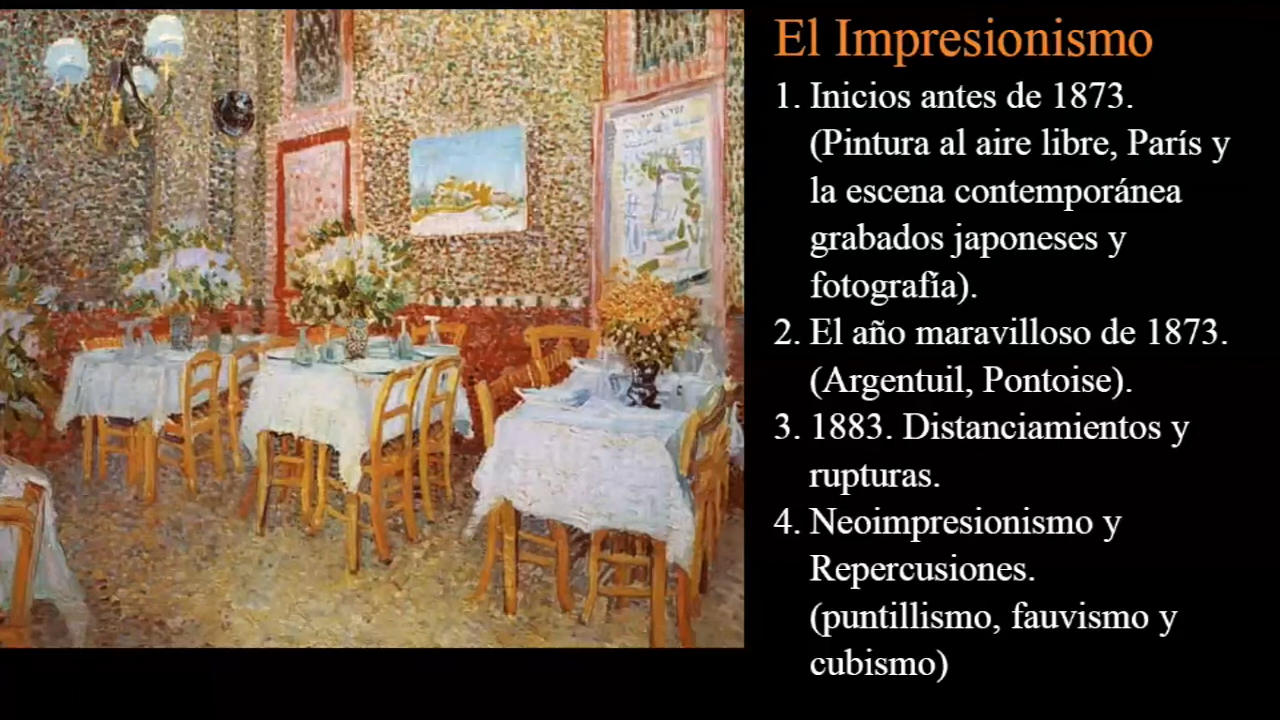 El Impresionismo
1. Inicios antes de 1873.
(Pintura al aire libre, París y
la escena contemporánea
grabados japoneses y
fotografía).
2. El año maravilloso de 1873.
(Argentuil, Pontoise).
3. 1883. Distanciamientos y
rupturas.
4. Neoimpresionismo y
Repercusiones.
(puntillismo, fauvismo y
cubismo)